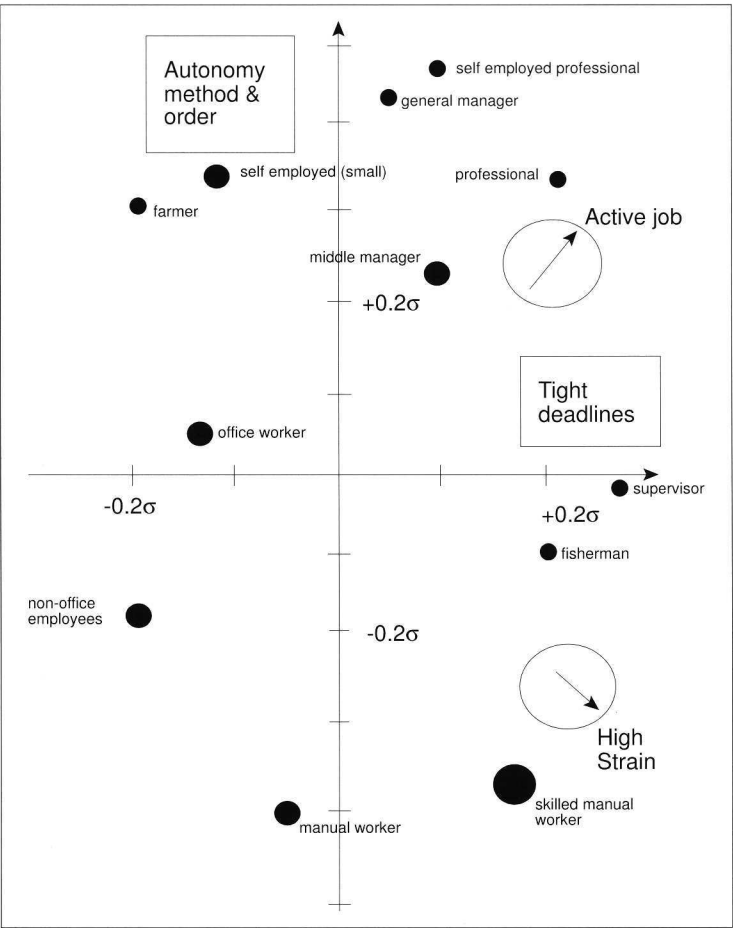 Autonomy
method &
order
self employed professional
general manager
self employed (small)
professional
farmer
Active job
middle manager
+0.2σ
Tight
deadlines
office worker
-0.2σ
supervisor
+0.2σ
fisherman
non-office
employees
-0.2σ
High
Strain
skilled manual
worker
manual worker